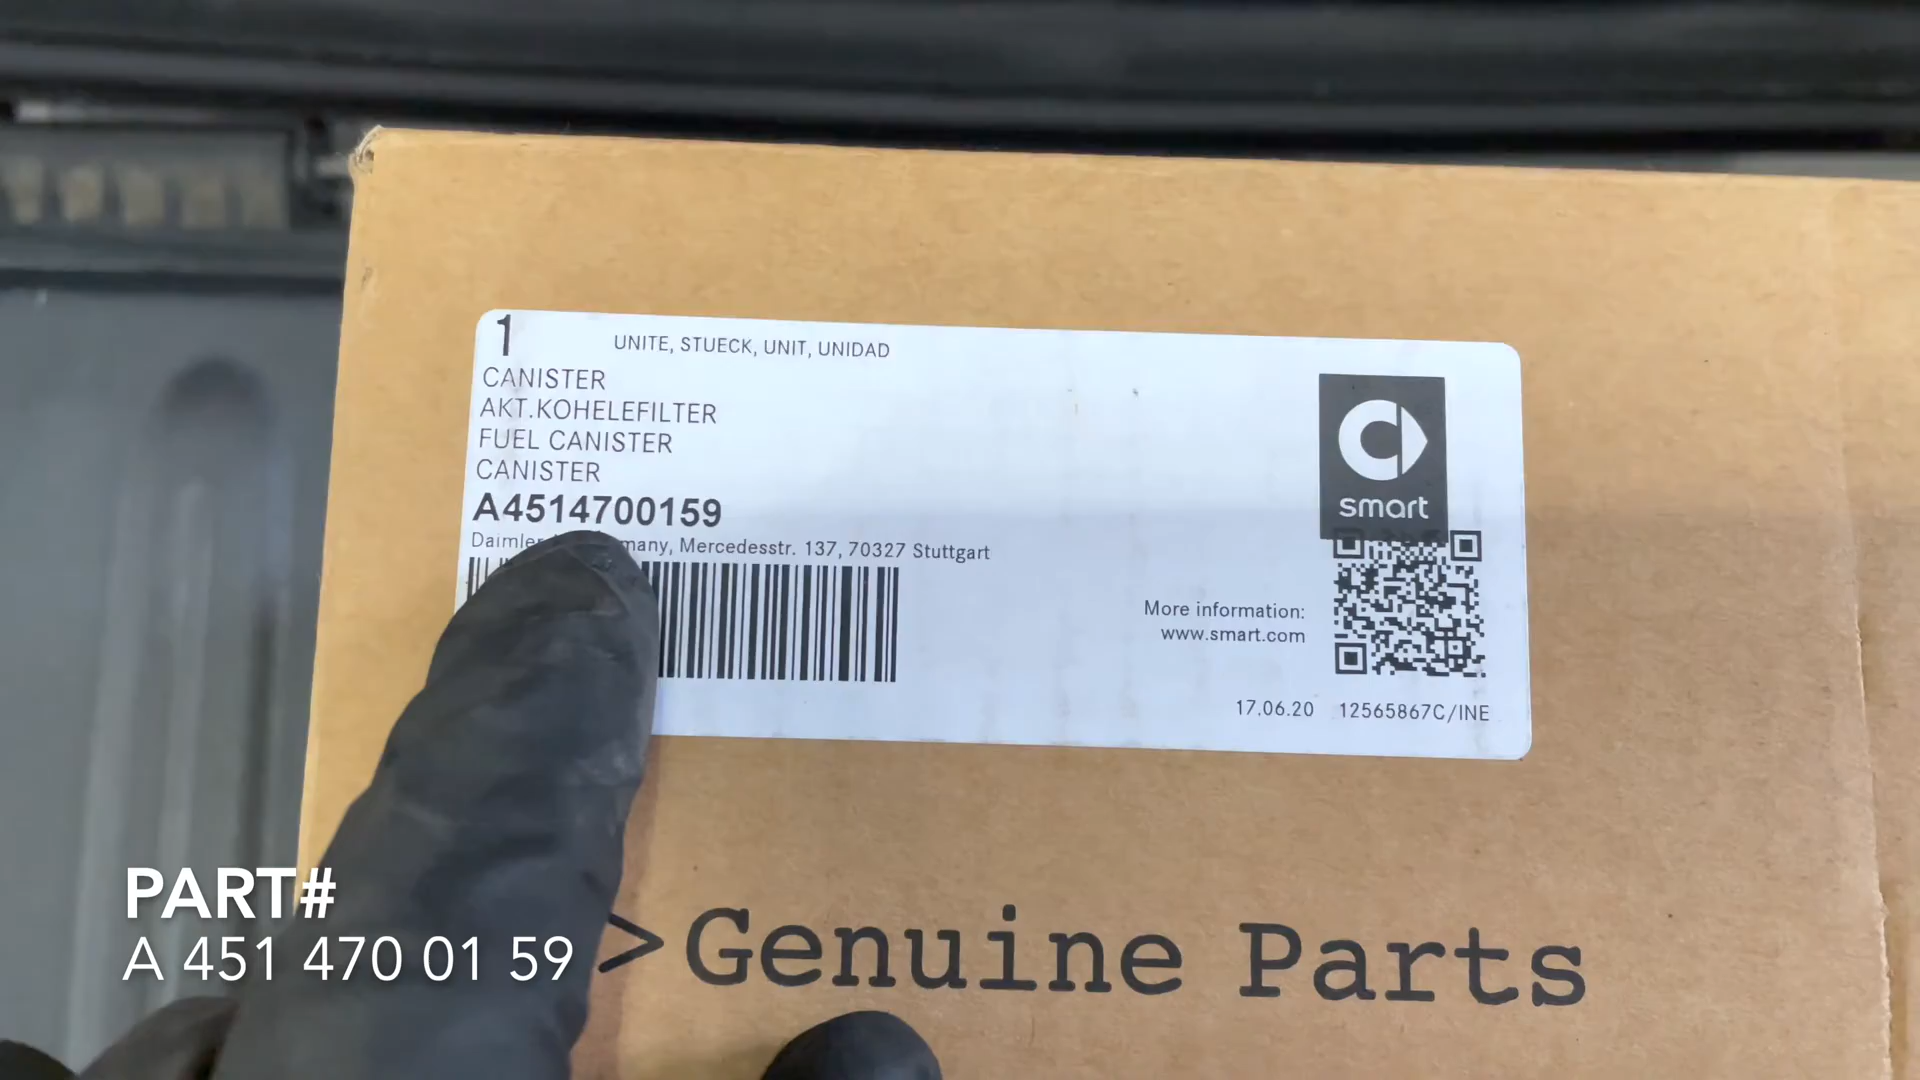 1 UNITE, STUECK, UNIT, UNIDAD
CANISTER
AKT.KOHELEFILTER
FUEL CANISTER
CANISTER
A4514700159
Daimler many, Mercedesstr. 137, 70327 Stuttgart
smart
More information:
www.smart.com
17.06.20 12565867C/INE
PART#
A 451 470 01 59
>Genuine Parts